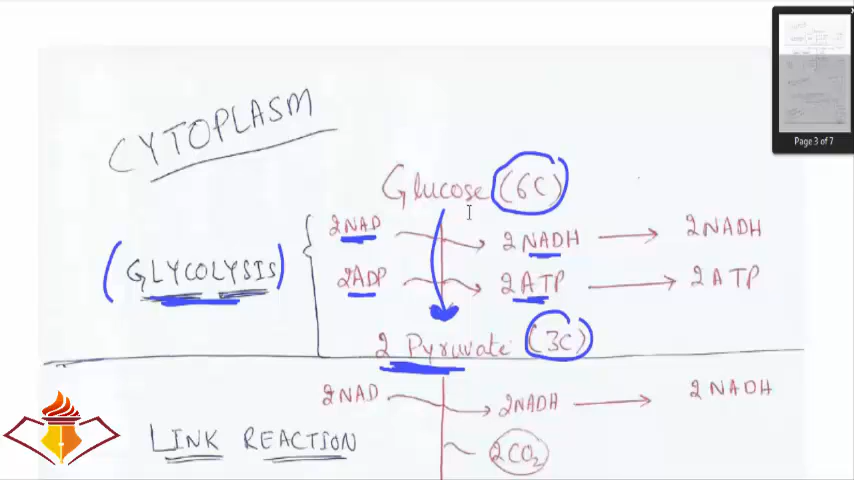 Page 3 of 7
CYTOPLASM
Glucose (6C)
2NAD 2NADH 2NADH
(GLYCOLYSIS)
2ADP 2ATP 2ATP
2 Pyruvate (3C)
2NAD 2NADH 2NADH
LINK REACTION
2CO₂